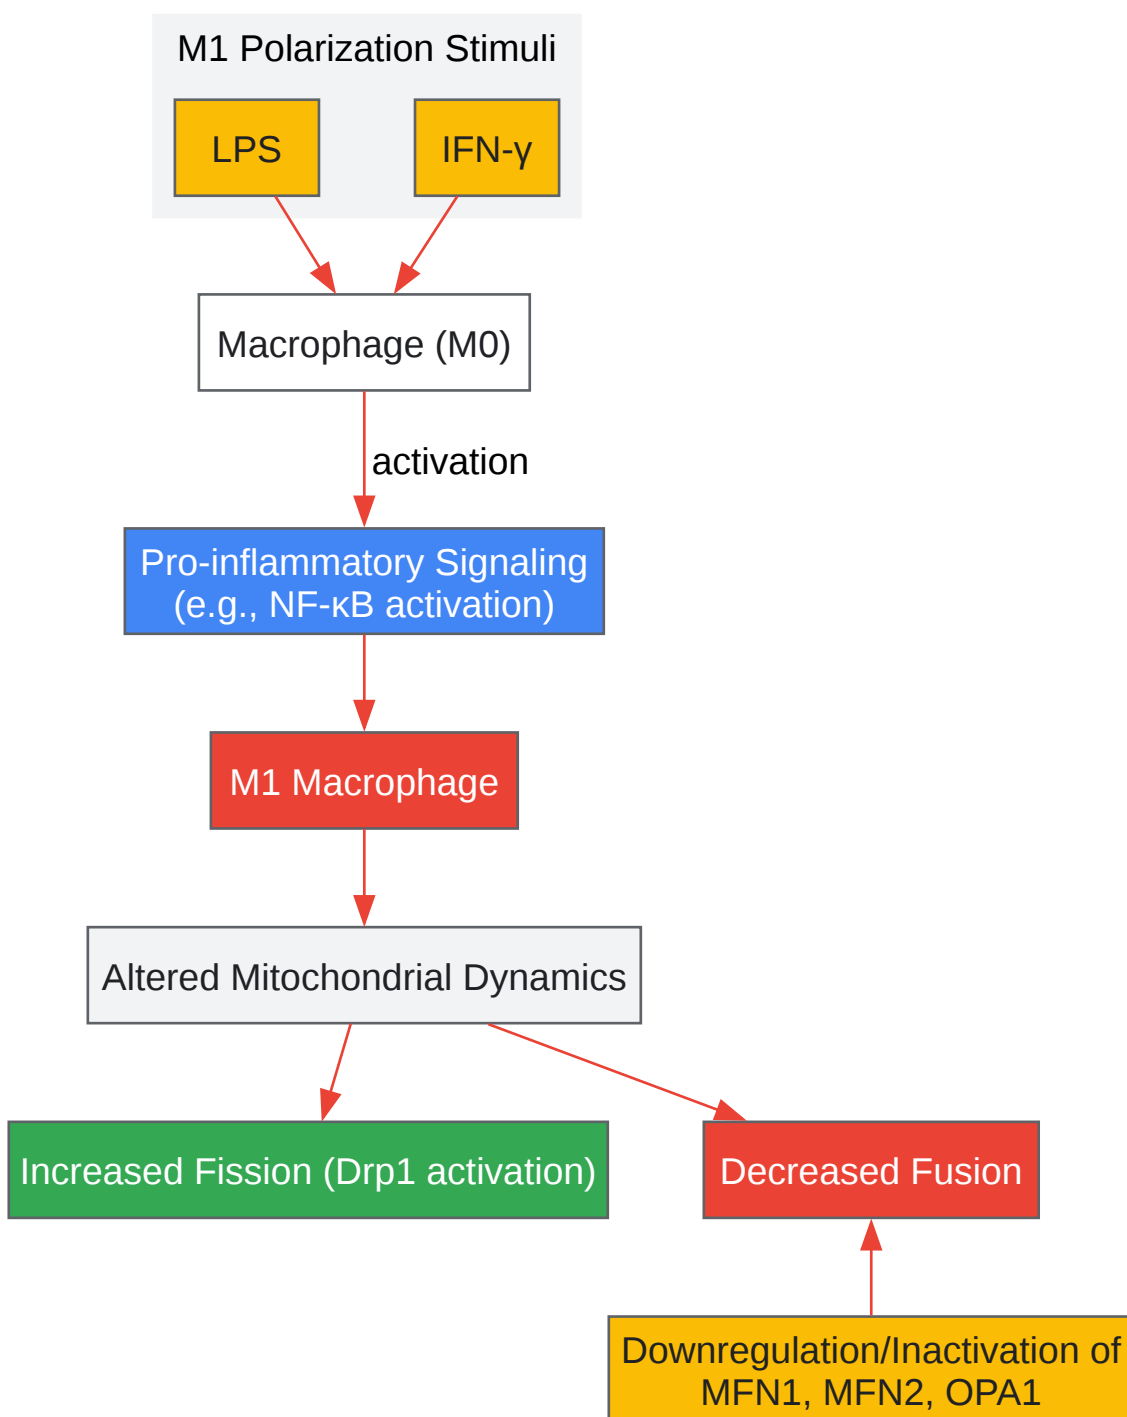 M1 Polarization Stimuli
LPS
IFN-γ
Macrophage (M0)
activation
Pro-inflammatory Signaling
(e.g., NF-κB activation)
M1 Macrophage
Altered Mitochondrial Dynamics
Increased Fission (Drp1 activation)
Decreased Fusion
Downregulation/Inactivation of
MFN1, MFN2, OPA1